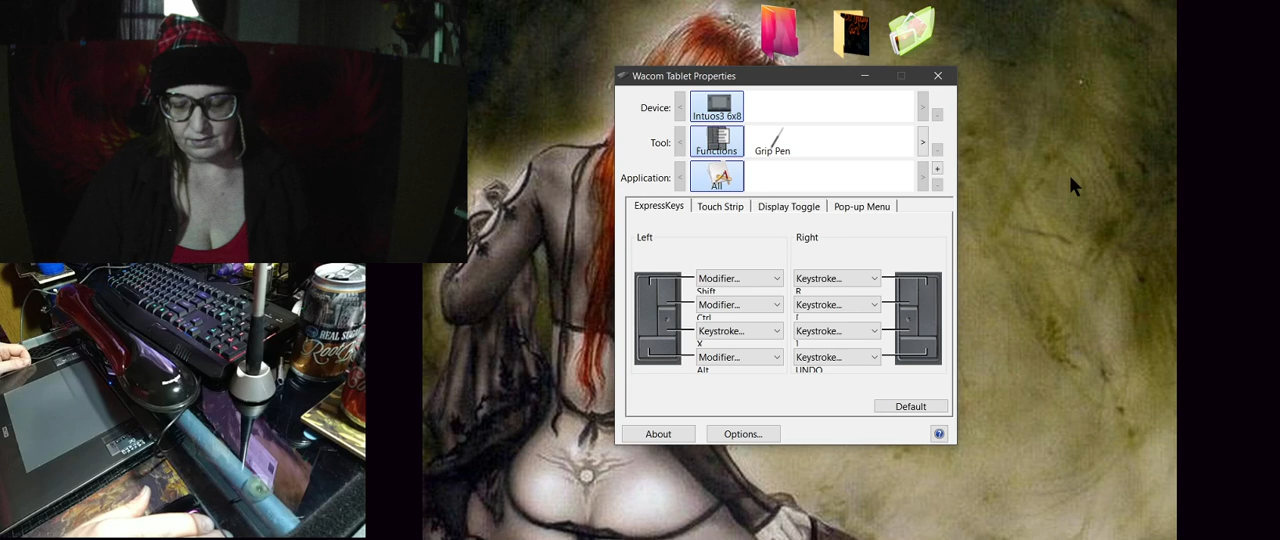 Wacom Tablet Properties
Device:
Intuos3 6x8
Tool:
Functions
Grip Pen
Application:
All
ExpressKeys
Touch Strip
Display Toggle
Pop-up Menu
Left
Right
Modifier...
Keystroke...
Shift
R
Modifier...
Keystroke...
Ctrl
[
Keystroke...
Keystroke...
X
]
Modifier...
Keystroke...
Alt
UNDO
Default
About
Options...
REAL
Root